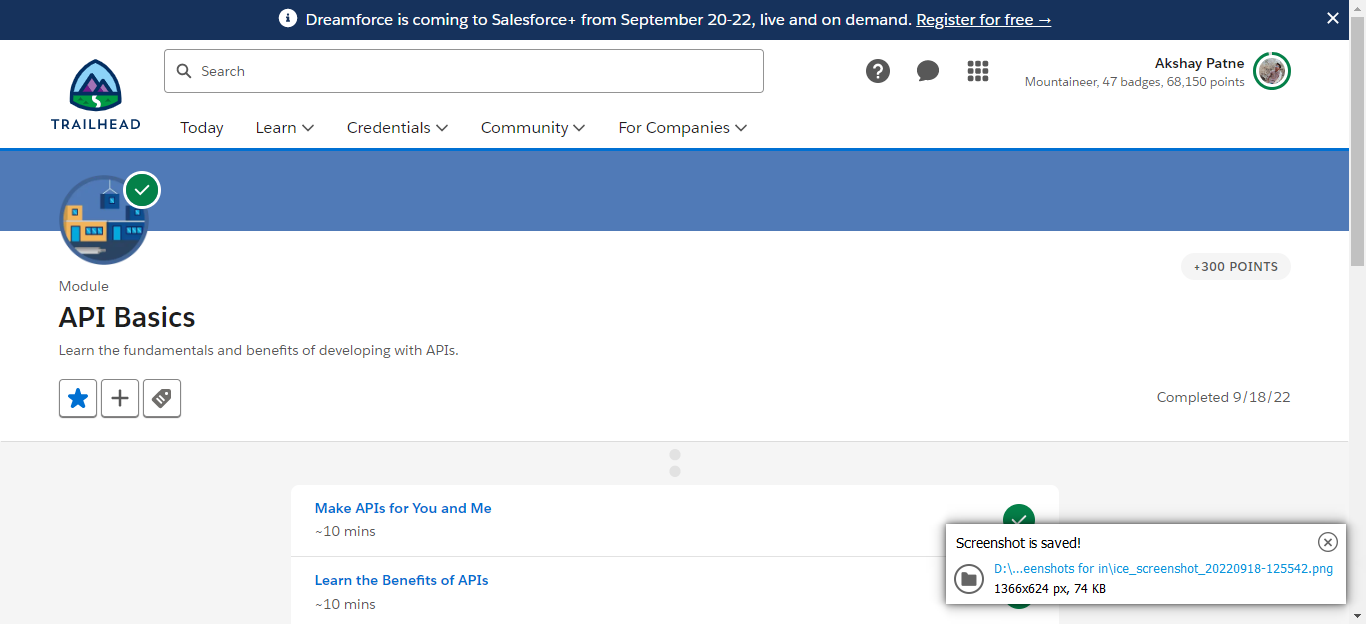 Dreamforce is coming to Salesforce+ from September 20-22, live and on demand. Register for free →
Search
Akshay Patne
Mountaineer, 47 badges, 68,150 points
TRAILHEAD
Today Learn Credentials Community For Companies
+300 POINTS
Module
API Basics
Learn the fundamentals and benefits of developing with APIs.
Completed 9/18/22
Make APIs for You and Me
~10 mins
Learn the Benefits of APIs
~10 mins
Screenshot is saved!
D:\...eenshots for in\ice_screenshot_20220918-125542.png
1366x624 px, 74 KB